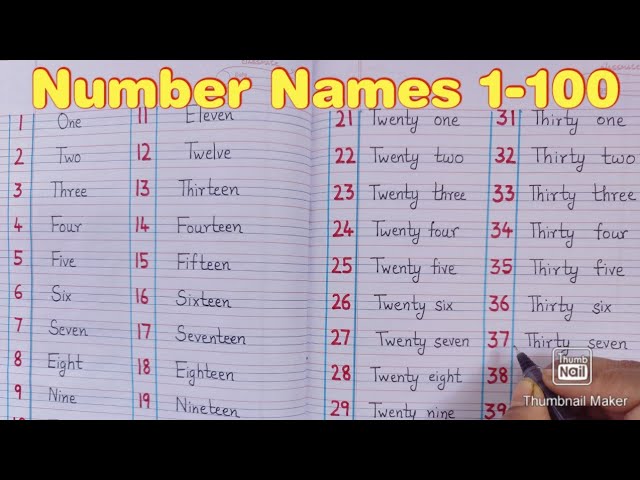 Number Names 1-100
1 One 11 Eleven 21 Twenty one 31 Thirty one
2 Two 12 Twelve 22 Twenty two 32 Thirty two
3 Three 13 Thirteen 23 Twenty three 33 Thirty three
4 Four 14 Fourteen 24 Twenty four 34 Thirty four
5 Five 15 Fifteen 25 Twenty five 35 Thirty five
6 Six 16 Sixteen 26 Twenty six 36 Thirty six
7 Seven 17 Seventeen 27 Twenty seven 37 Thirty seven
8 Eight 18 Eighteen 28 Twenty eight 38
9 Nine 19 Nineteen 29 Twenty nine 39
Thumb
Nail
Thumbnail Maker